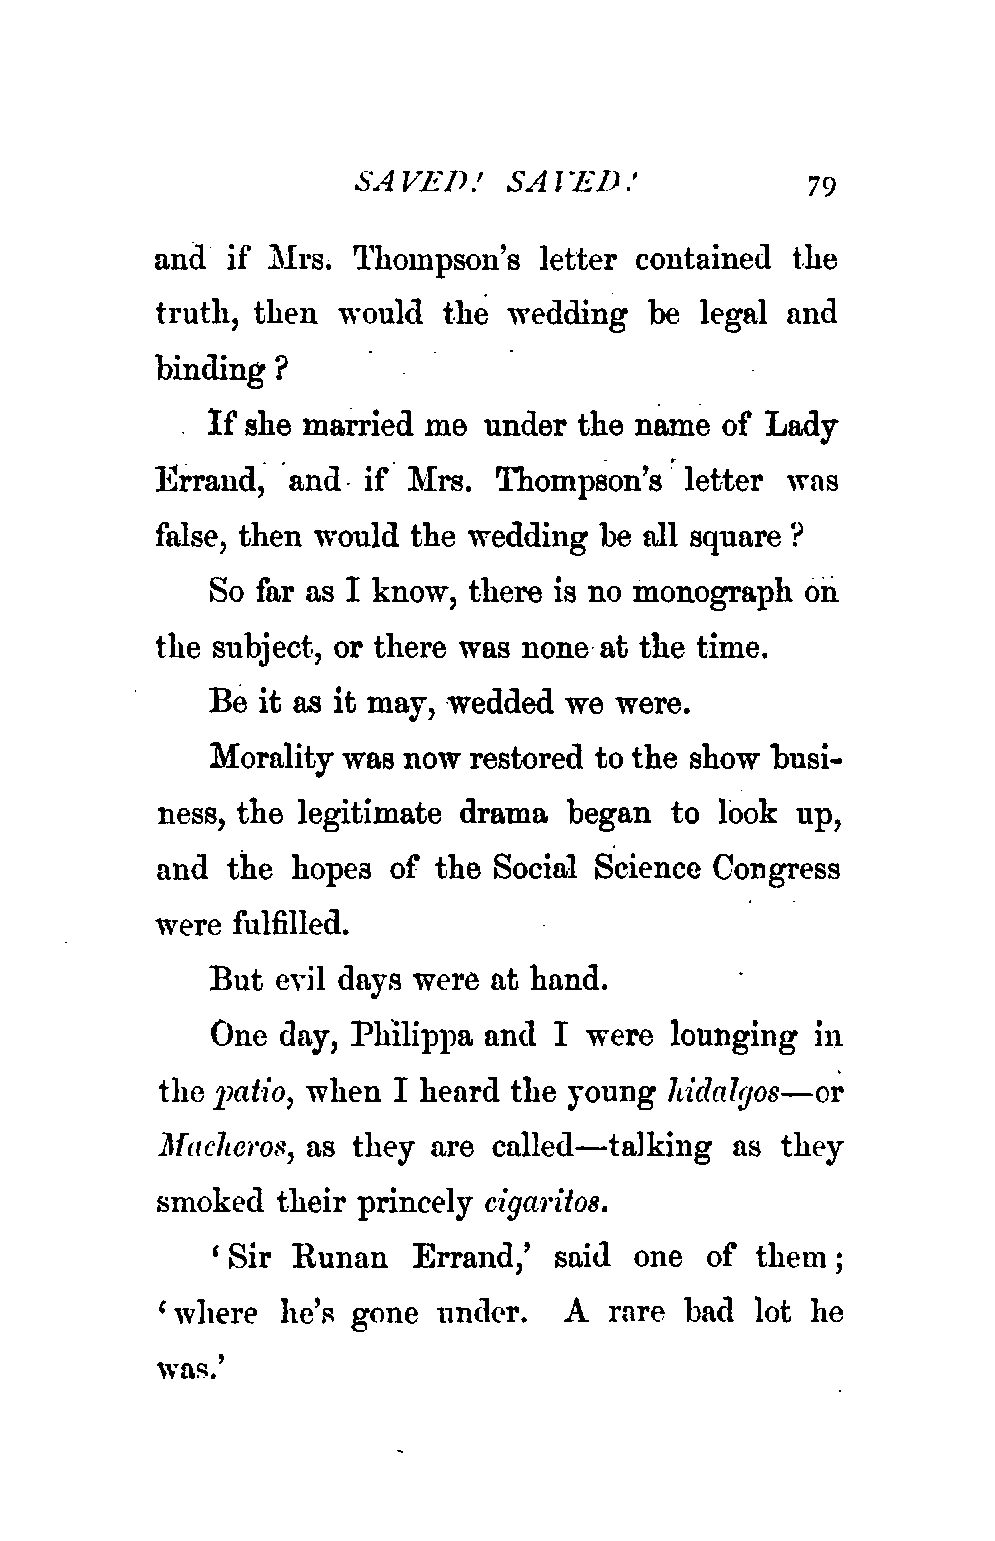 SAVED! SAVED! 79
and if Mrs. Thompson's letter contained the
truth, then would the wedding be legal and
binding?
If she married me under the name of Lady
Errand, and if Mrs. Thompson's letter was
false, then would the wedding be all square?
So far as I know, there is no monograph on
the subject, or there was none at the time.
Be it as it may, wedded we were.
Morality was now restored to the show busi-
ness, the legitimate drama began to look up,
and the hopes of the Social Science Congress
were fulfilled.
But evil days were at hand.
One day, Philippa and I were lounging in
the patio, when I heard the young hidalgos—or
Macheros, as they are called—talking as they
smoked their princely cigaritos.
‘Sir Runan Errand,’ said one of them;
‘where he’s gone under. A rare bad lot he
was.’